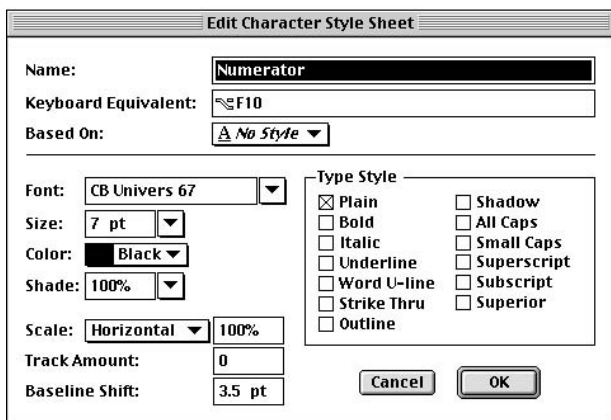 Edit Character Style Sheet
Name: Numerator
Keyboard Equivalent: ⌥F10
Based On: A No Style
Font: CB Univers 67
Size: 7 pt
Color: Black
Shade: 100%
Scale: Horizontal 100%
Track Amount: 0
Baseline Shift: 3.5 pt
Type Style
Plain Shadow
Bold All Caps
Italic Small Caps
Underline Superscript
Word U-line Subscript
Strike Thru Superior
Outline
Cancel OK